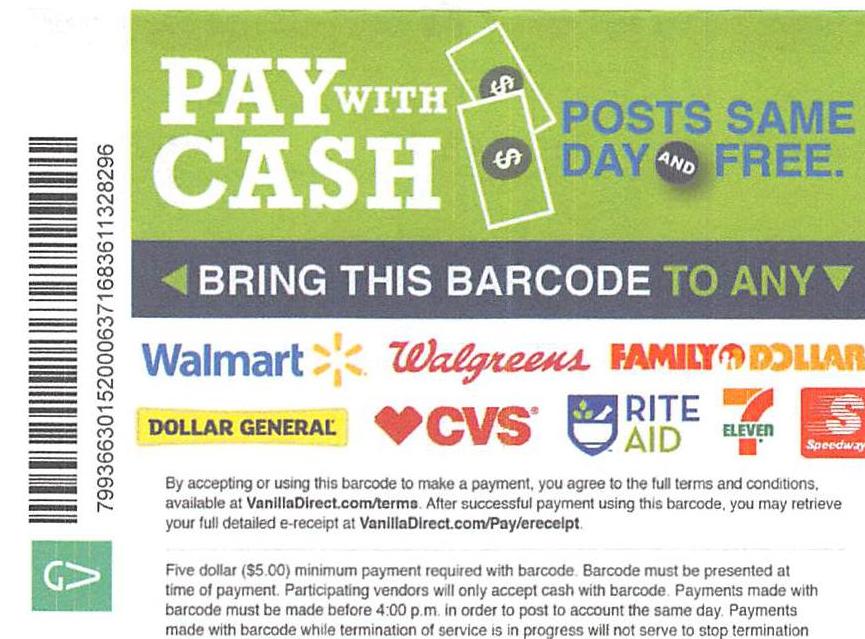 PAY WITH
CASH
$
$
POSTS SAME
DAY AND FREE.
BRING THIS BARCODE TO ANY
Walmart Walgreens FAMILY DOLLAR
DOLLAR GENERAL CVS RITE AID 7 ELEVEN S Speedway
799366301520006371683611328296
By accepting or using this barcode to make a payment, you agree to the full terms and conditions,
available at VanillaDirect.com/terms. After successful payment using this barcode, you may retrieve
your full detailed e-receipt at VanillaDirect.com/Pay/ereceipt.
Five dollar ($5.00) minimum payment required with barcode. Barcode must be presented at
time of payment. Participating vendors will only accept cash with barcode. Payments made with
barcode must be made before 4:00 p.m. in order to post to account the same day. Payments
made with barcode while termination of service is in progress will not serve to stop termination